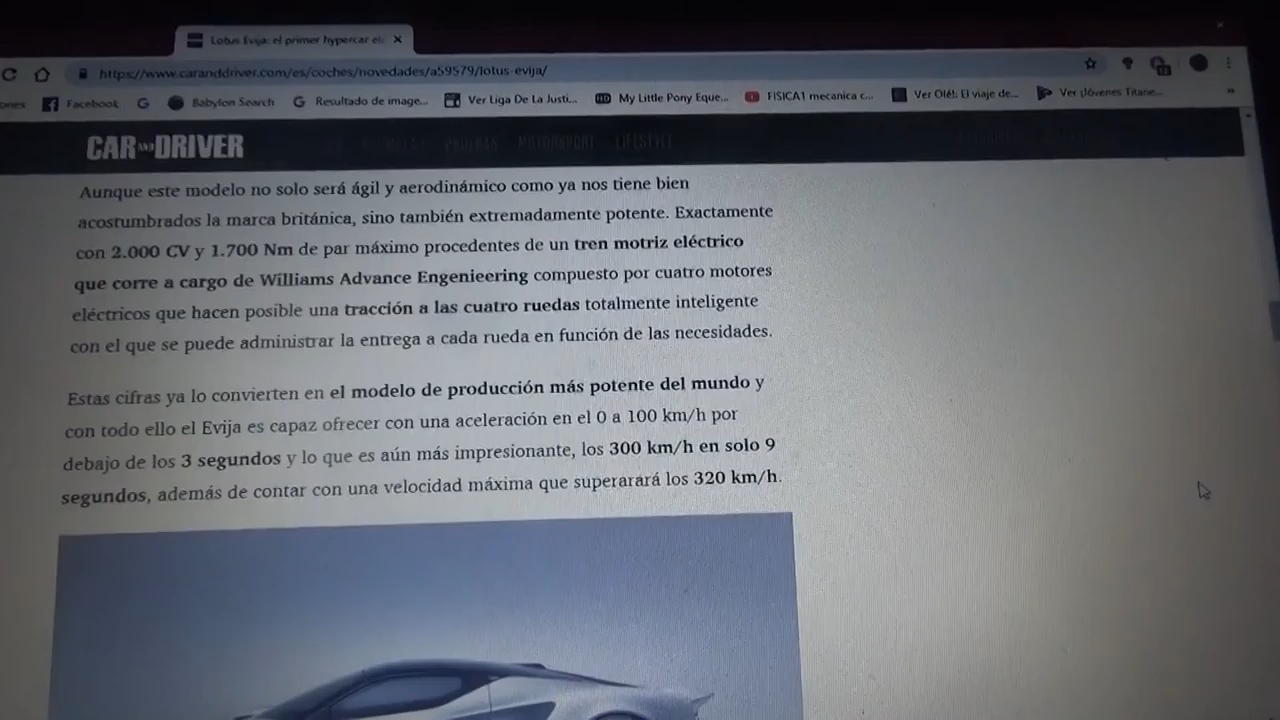 Lotus Evija: el primer hypercar elé
https://www.caranddriver.com/es/coches/novedades/a59579/lotus-evija/
ones Facebook G Babylon Search G Resultado de image... Ver Liga De La Justi... HD My Little Pony Eque... FISICA1 mecanica c... Ver Olé!: El viaje de... Ver ¡Jóvenes Titane... »
CAR AND DRIVER PRUEBAS MOTORSPORT LIFESTYLE
Aunque este modelo no solo será ágil y aerodinámico como ya nos tiene bien
acostumbrados la marca británica, sino también extremadamente potente. Exactamente
con 2.000 CV y 1.700 Nm de par máximo procedentes de un tren motriz eléctrico
que corre a cargo de Williams Advance Engenieering compuesto por cuatro motores
eléctricos que hacen posible una tracción a las cuatro ruedas totalmente inteligente
con el que se puede administrar la entrega a cada rueda en función de las necesidades.
Estas cifras ya lo convierten en el modelo de producción más potente del mundo y
con todo ello el Evija es capaz ofrecer con una aceleración en el 0 a 100 km/h por
debajo de los 3 segundos y lo que es aún más impresionante, los 300 km/h en solo 9
segundos, además de contar con una velocidad máxima que superarará los 320 km/h.